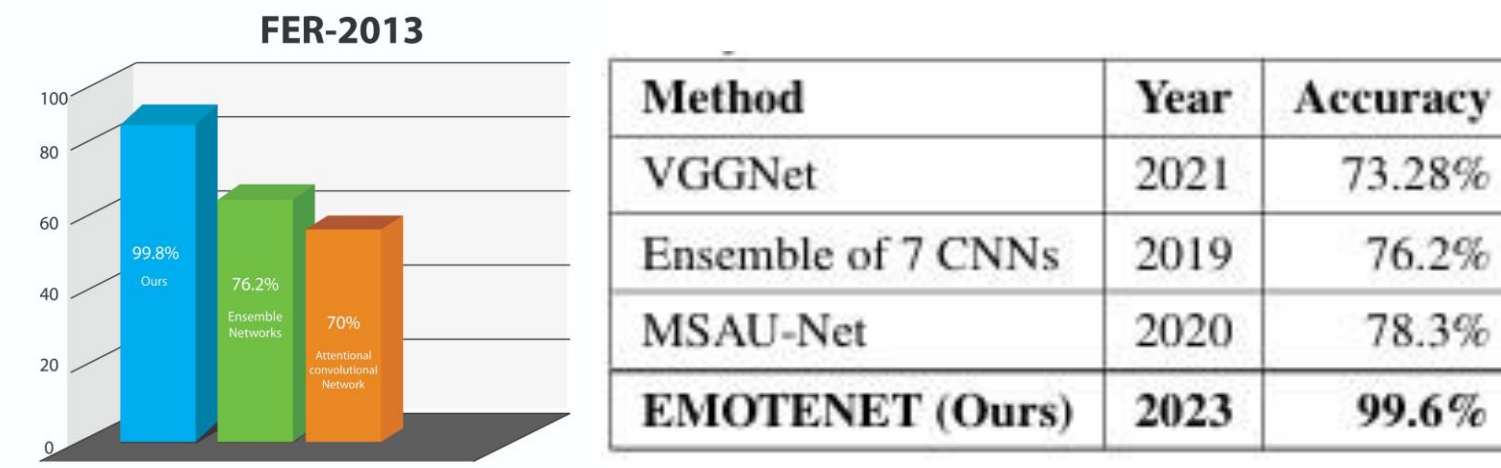 FER-2013
100
80
60
40
20
0
99.8%
Ours
76.2%
Ensemble
Networks
70%
Attentional
convolutional
Network
Method Year Accuracy
VGGNet 2021 73.28%
Ensemble of 7 CNNs 2019 76.2%
MSAU-Net 2020 78.3%
EMOTENET (Ours) 2023 99.6%